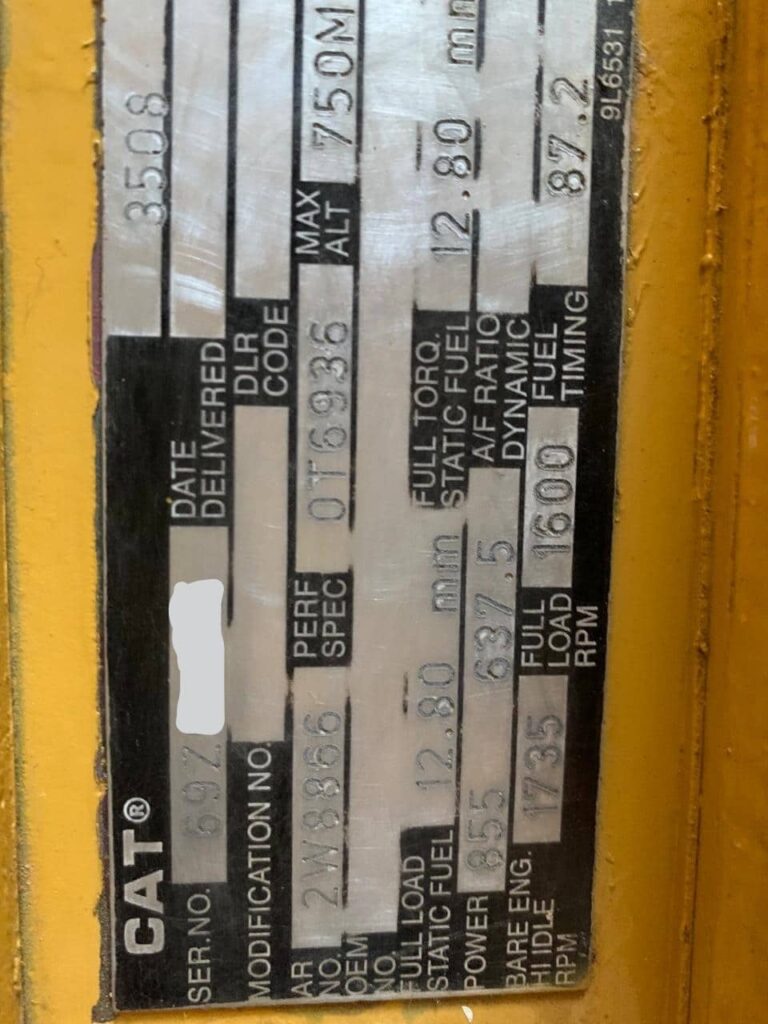 CAT® 3508
SER.NO. 69Z DATE DELIVERED
MODIFICATION NO. DLR CODE
AR NO. 2W8866 PERF SPEC 0T6936 MAX ALT 750M
OEM NO.
FULL LOAD STATIC FUEL 12.80 mm FULL TORQ. STATIC FUEL 12.80 mm
POWER 855 637.5 A/F RATIO DYNAMIC
BARE ENG. HI IDLE RPM 1735 FULL LOAD RPM 1600 FUEL TIMING 87.2
9L6531